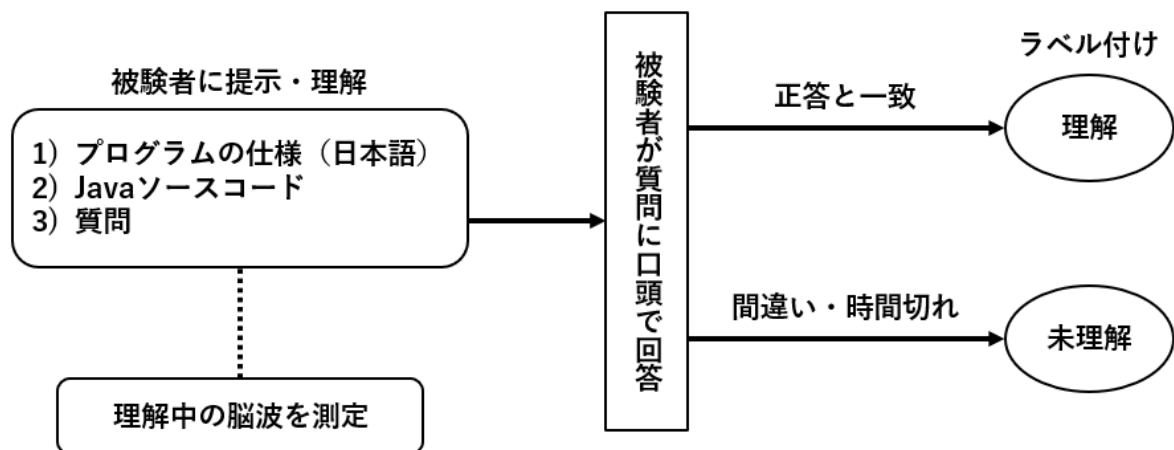 被験者に提示・理解
1）プログラムの仕様（日本語）
2）Javaソースコード
3）質問
理解中の脳波を測定
被験者が質問に口頭で回答
ラベル付け
正答と一致
理解
間違い・時間切れ
未理解